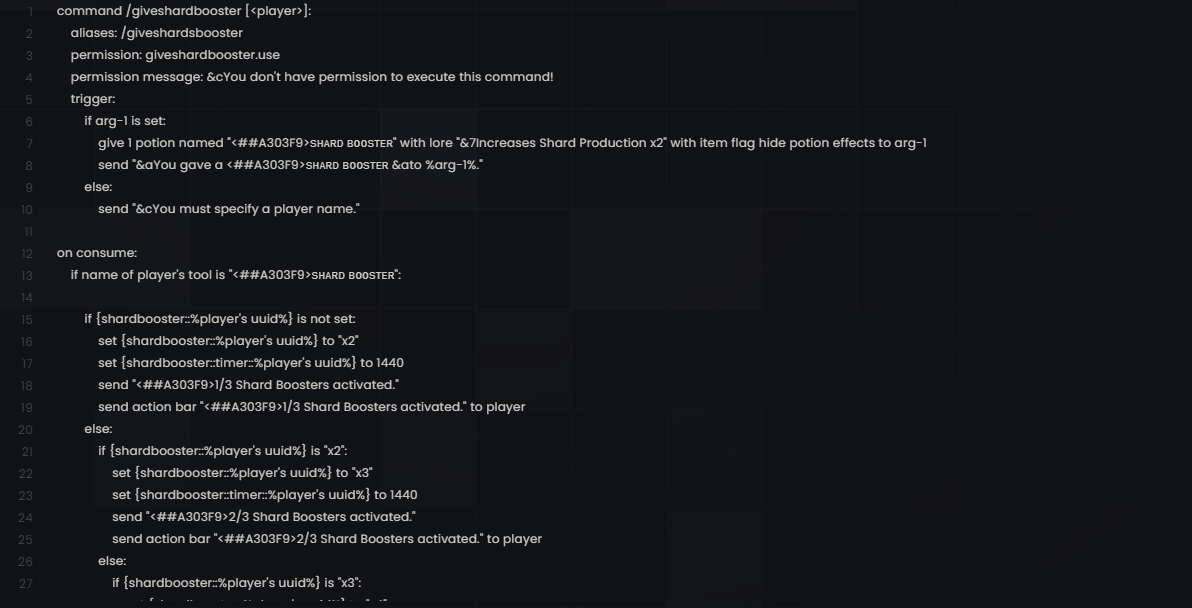 1 command /giveshardbooster [<player>]:
2 aliases: /giveshardsbooster
3 permission: giveshardbooster.use
4 permission message: &cYou don't have permission to execute this command!
5 trigger:
6 if arg-1 is set:
7 give 1 potion named "<##A303F9>ꜱʜᴀʀᴅ ʙᴏᴏꜱᴛᴇʀ" with lore "&7Increases Shard Production x2" with item flag hide potion effects to arg-1
8 send "&aYou gave a <##A303F9>ꜱʜᴀʀᴅ ʙᴏᴏꜱᴛᴇʀ &ato %arg-1%."
9 else:
10 send "&cYou must specify a player name."
11
12 on consume:
13 if name of player's tool is "<##A303F9>ꜱʜᴀʀᴅ ʙᴏᴏꜱᴛᴇʀ":
14
15 if {shardbooster::%player's uuid%} is not set:
16 set {shardbooster::%player's uuid%} to "x2"
17 set {shardbooster::timer::%player's uuid%} to 1440
18 send "<##A303F9>1/3 Shard Boosters activated."
19 send action bar "<##A303F9>1/3 Shard Boosters activated." to player
20 else:
21 if {shardbooster::%player's uuid%} is "x2":
22 set {shardbooster::%player's uuid%} to "x3"
23 set {shardbooster::timer::%player's uuid%} to 1440
24 send "<##A303F9>2/3 Shard Boosters activated."
25 send action bar "<##A303F9>2/3 Shard Boosters activated." to player
26 else:
27 if {shardbooster::%player's uuid%} is "x3":